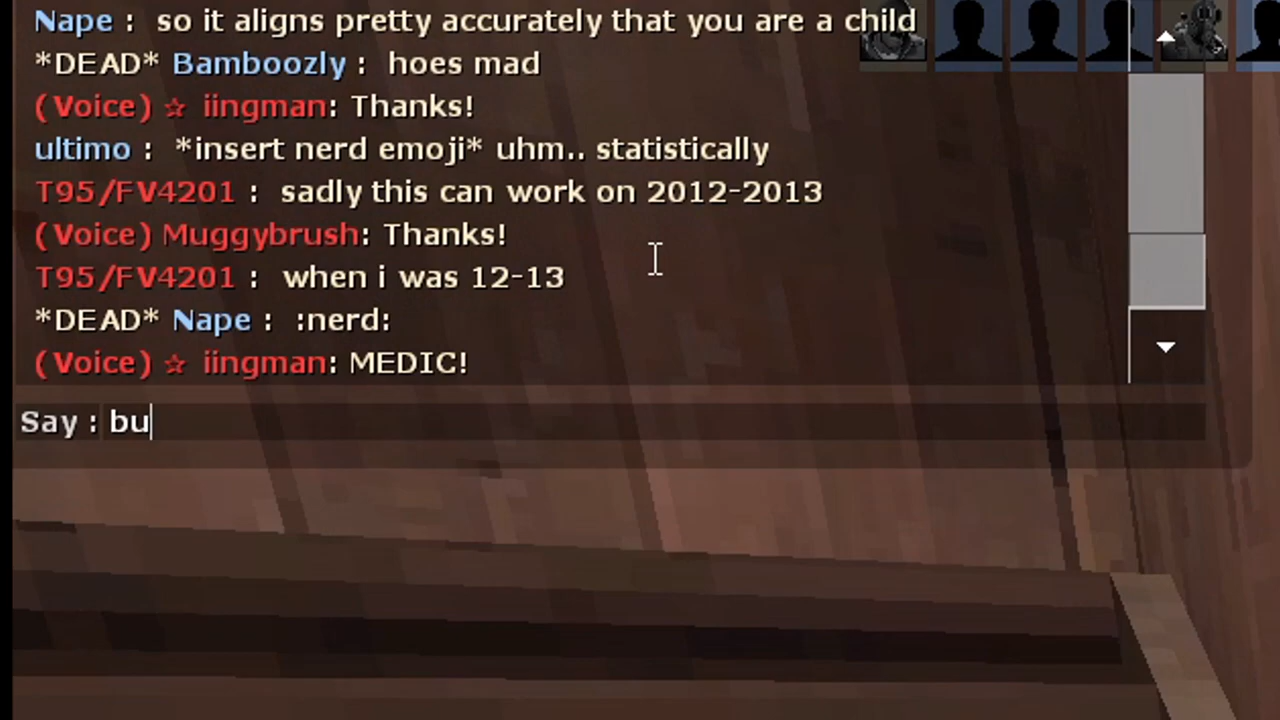 Nape : so it aligns pretty accurately that you are a child
*DEAD* Bamboozly : hoes mad
(Voice) ☆ iingman: Thanks!
ultimo : *insert nerd emoji* uhm.. statistically
T95/FV4201 : sadly this can work on 2012-2013
(Voice) Muggybrush: Thanks!
T95/FV4201 : when i was 12-13
*DEAD* Nape : :nerd:
(Voice) ☆ iingman: MEDIC!
Say : bu